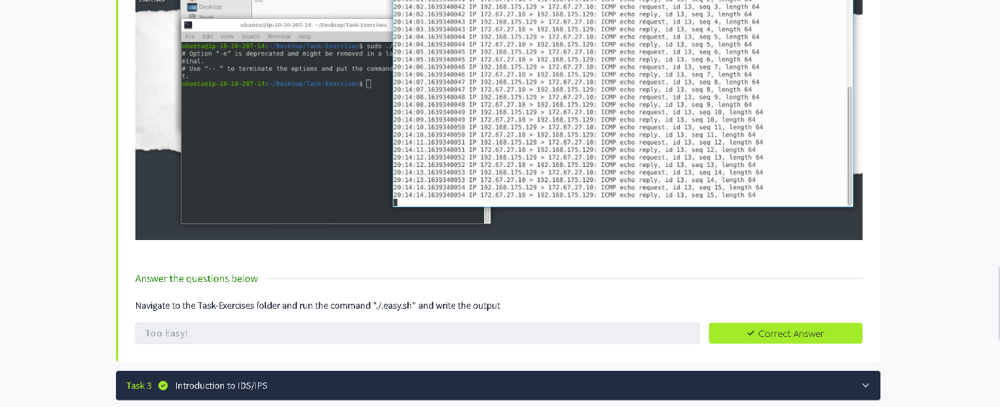 Exercises
Desktop
Trash
ubuntu@ip-10-10-207-14: ~/Desktop/Task-Exercises
File Edit View Search Terminal Help
ubuntu@ip-10-10-207-14:~/Desktop/Task-Exercises$ sudo ./
# Option “-e” is deprecated and might be removed in a la
minal.
# Use “-- ” to terminate the options and put the command
t.
ubuntu@ip-10-10-207-14:~/Desktop/Task-Exercises$
20:14:02.1639340042 IP 192.168.175.129 > 172.67.27.10: ICMP echo request, id 13, seq 3, length 64
20:14:02.1639340042 IP 172.67.27.10 > 192.168.175.129: ICMP echo reply, id 13, seq 3, length 64
20:14:03.1639340043 IP 192.168.175.129 > 172.67.27.10: ICMP echo request, id 13, seq 4, length 64
20:14:03.1639340043 IP 172.67.27.10 > 192.168.175.129: ICMP echo reply, id 13, seq 4, length 64
20:14:04.1639340044 IP 192.168.175.129 > 172.67.27.10: ICMP echo request, id 13, seq 5, length 64
20:14:04.1639340044 IP 172.67.27.10 > 192.168.175.129: ICMP echo reply, id 13, seq 5, length 64
20:14:05.1639340045 IP 192.168.175.129 > 172.67.27.10: ICMP echo request, id 13, seq 6, length 64
20:14:05.1639340045 IP 172.67.27.10 > 192.168.175.129: ICMP echo reply, id 13, seq 6, length 64
20:14:06.1639340046 IP 192.168.175.129 > 172.67.27.10: ICMP echo request, id 13, seq 7, length 64
20:14:06.1639340046 IP 172.67.27.10 > 192.168.175.129: ICMP echo reply, id 13, seq 7, length 64
20:14:07.1639340047 IP 192.168.175.129 > 172.67.27.10: ICMP echo request, id 13, seq 8, length 64
20:14:07.1639340047 IP 172.67.27.10 > 192.168.175.129: ICMP echo reply, id 13, seq 8, length 64
20:14:08.1639340048 IP 192.168.175.129 > 172.67.27.10: ICMP echo request, id 13, seq 9, length 64
20:14:08.1639340048 IP 172.67.27.10 > 192.168.175.129: ICMP echo reply, id 13, seq 9, length 64
20:14:09.1639340049 IP 192.168.175.129 > 172.67.27.10: ICMP echo request, id 13, seq 10, length 64
20:14:09.1639340049 IP 172.67.27.10 > 192.168.175.129: ICMP echo reply, id 13, seq 10, length 64
20:14:10.1639340050 IP 192.168.175.129 > 172.67.27.10: ICMP echo request, id 13, seq 11, length 64
20:14:10.1639340050 IP 172.67.27.10 > 192.168.175.129: ICMP echo reply, id 13, seq 11, length 64
20:14:11.1639340051 IP 192.168.175.129 > 172.67.27.10: ICMP echo request, id 13, seq 12, length 64
20:14:11.1639340051 IP 172.67.27.10 > 192.168.175.129: ICMP echo reply, id 13, seq 12, length 64
20:14:12.1639340052 IP 192.168.175.129 > 172.67.27.10: ICMP echo request, id 13, seq 13, length 64
20:14:12.1639340052 IP 172.67.27.10 > 192.168.175.129: ICMP echo reply, id 13, seq 13, length 64
20:14:13.1639340053 IP 192.168.175.129 > 172.67.27.10: ICMP echo request, id 13, seq 14, length 64
20:14:13.1639340053 IP 172.67.27.10 > 192.168.175.129: ICMP echo reply, id 13, seq 14, length 64
20:14:14.1639340054 IP 192.168.175.129 > 172.67.27.10: ICMP echo request, id 13, seq 15, length 64
20:14:14.1639340054 IP 172.67.27.10 > 192.168.175.129: ICMP echo reply, id 13, seq 15, length 64
Answer the questions below
Navigate to the Task-Exercises folder and run the command "./.easy.sh" and write the output
Too Easy!
Correct Answer
Task 3 Introduction to IDS/IPS